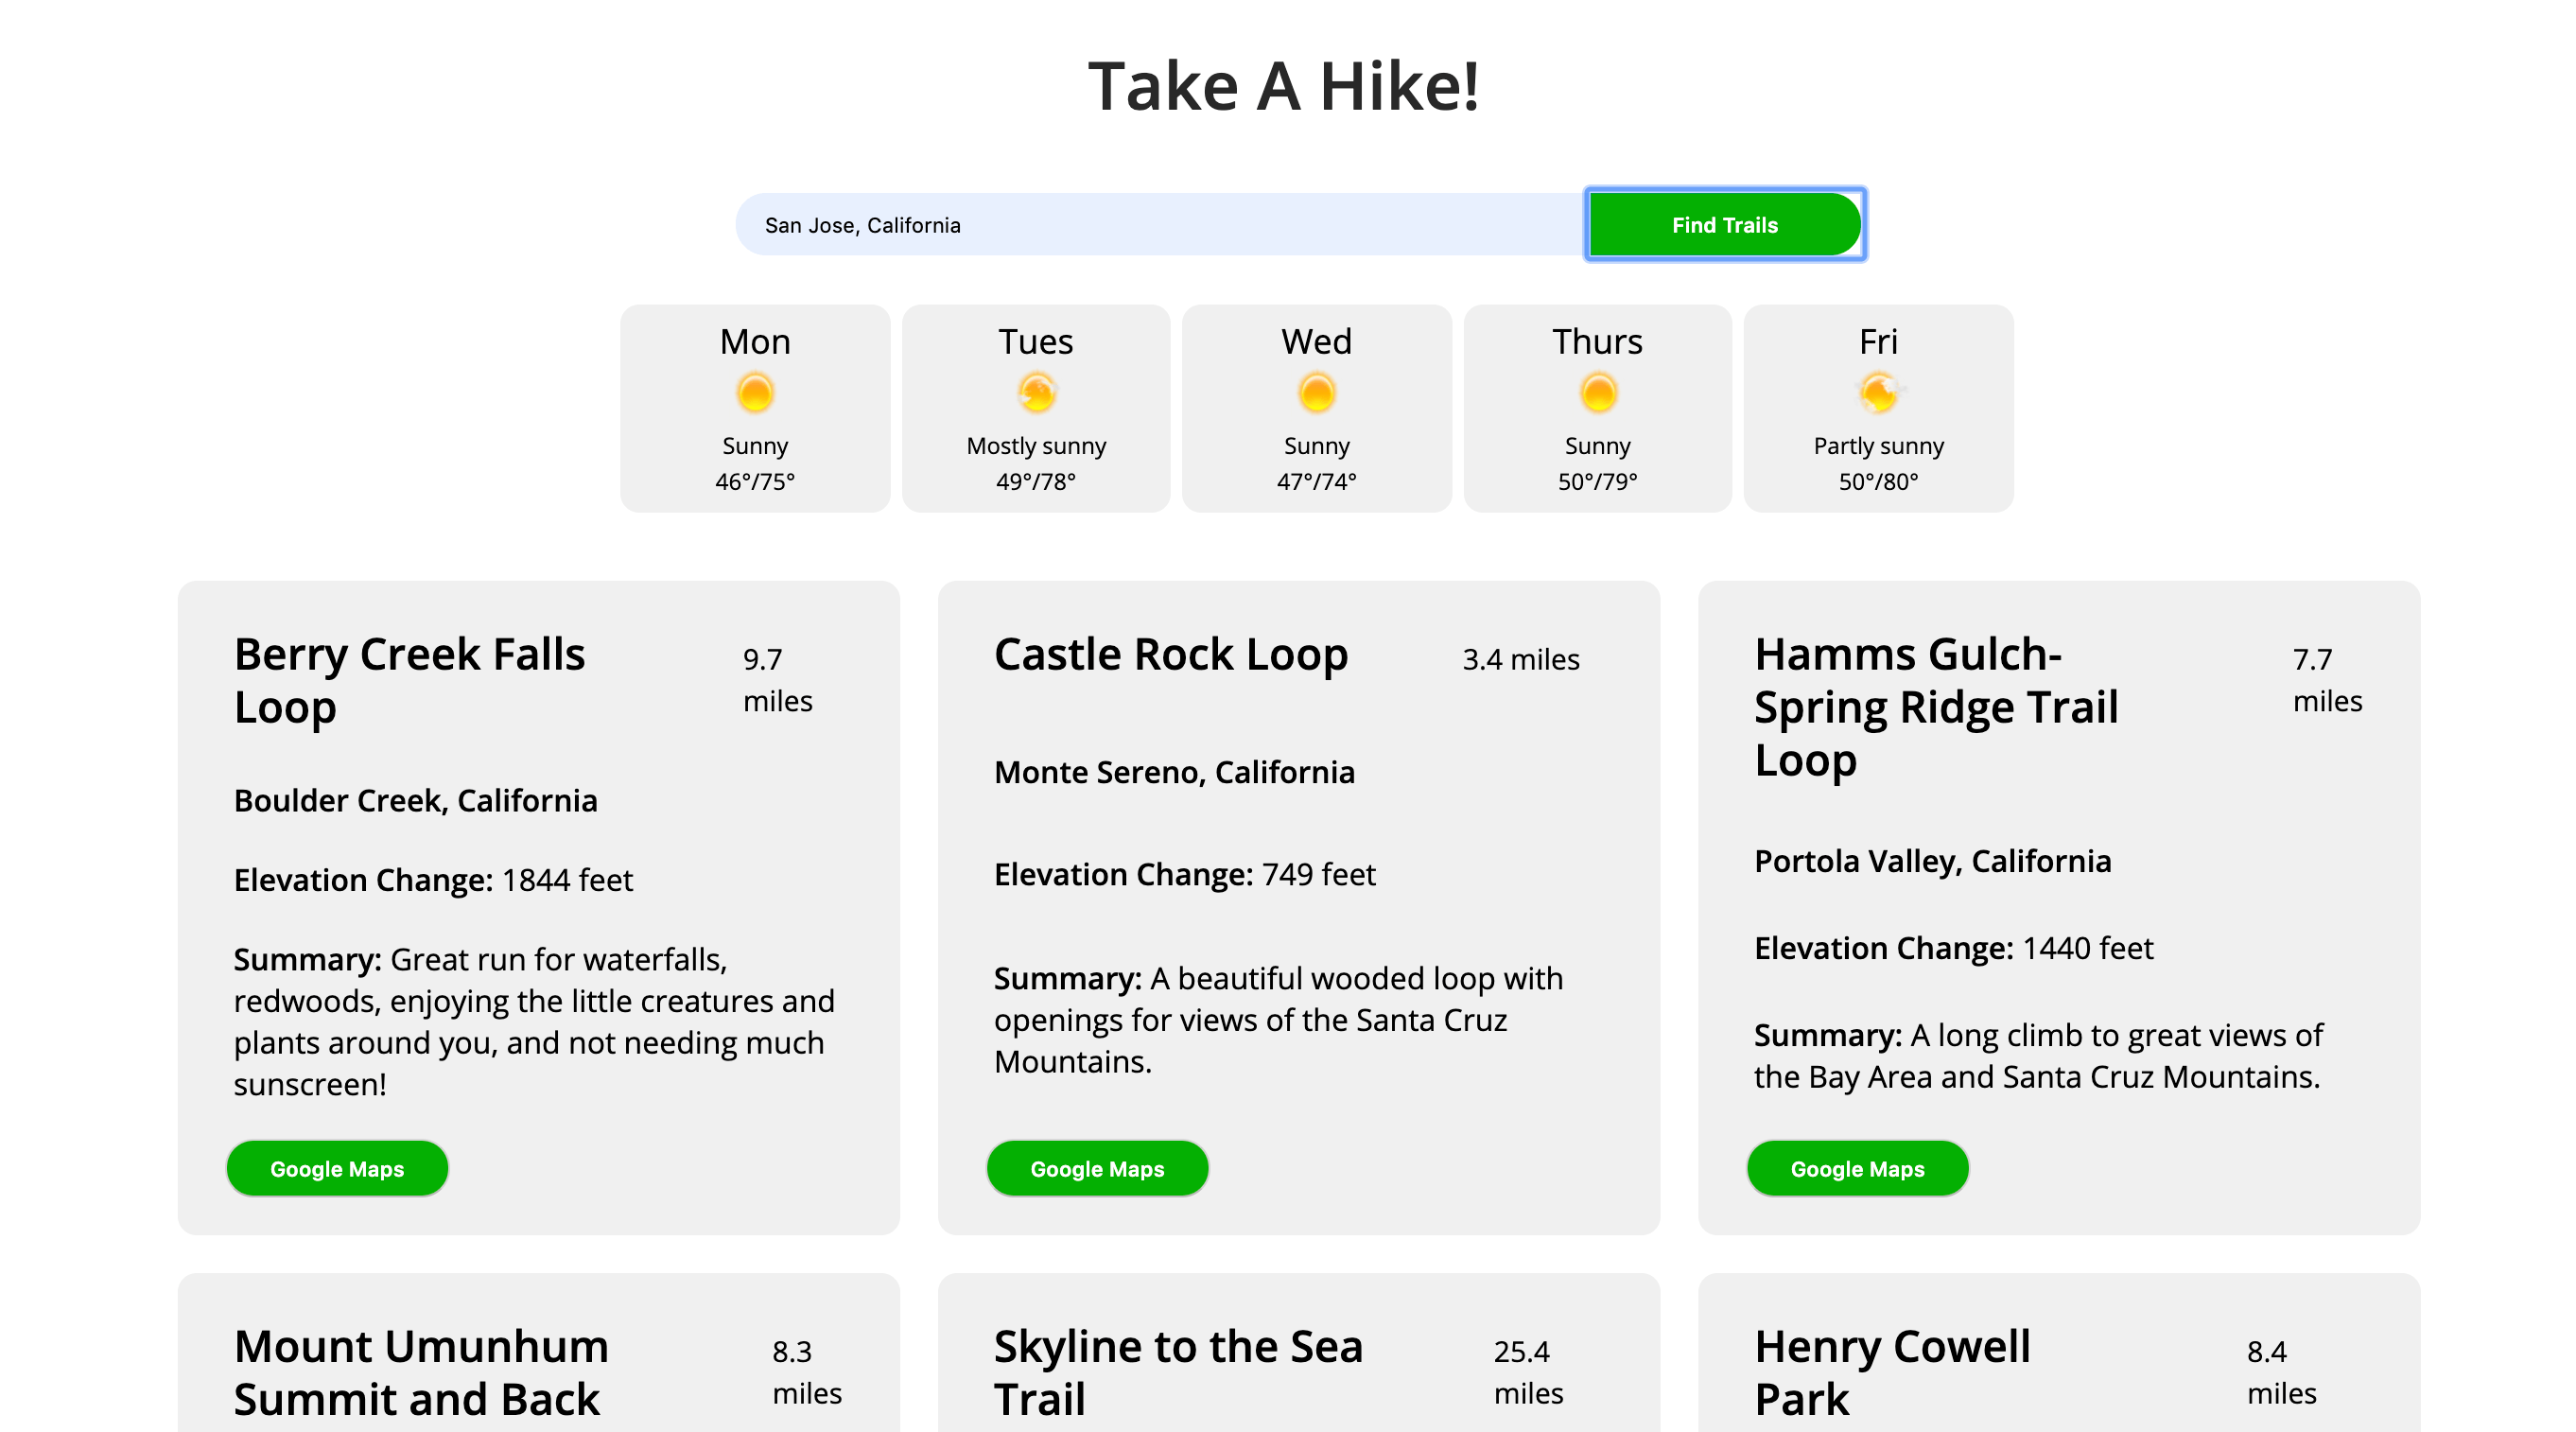 Take A Hike!
San Jose, California
Find Trails
Mon
Sunny
46°/75°
Tues
Mostly sunny
49°/78°
Wed
Sunny
47°/74°
Thurs
Sunny
50°/79°
Fri
Partly sunny
50°/80°
Berry Creek Falls
Loop
9.7
miles
Boulder Creek, California
Elevation Change: 1844 feet
Summary: Great run for waterfalls,
redwoods, enjoying the little creatures and
plants around you, and not needing much
sunscreen!
Google Maps
Castle Rock Loop
3.4 miles
Monte Sereno, California
Elevation Change: 749 feet
Summary: A beautiful wooded loop with
openings for views of the Santa Cruz
Mountains.
Google Maps
Hamms Gulch-
Spring Ridge Trail
Loop
7.7
miles
Portola Valley, California
Elevation Change: 1440 feet
Summary: A long climb to great views of
the Bay Area and Santa Cruz Mountains.
Google Maps
Mount Umunhum
Summit and Back
8.3
miles
Skyline to the Sea
Trail
25.4
miles
Henry Cowell
Park
8.4
miles